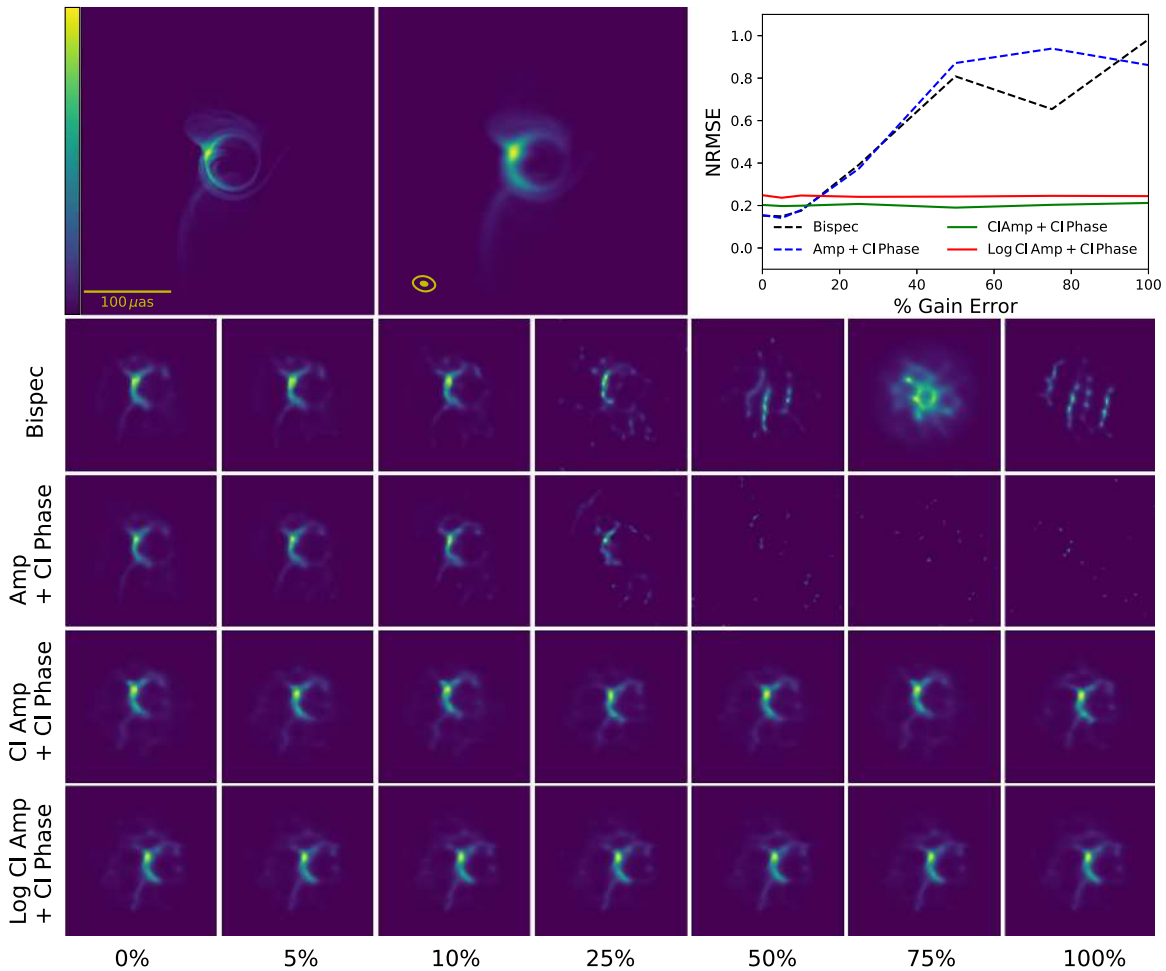 100 μas
NRMSE
1.0
0.8
0.6
0.4
0.2
0.0
Bispec
Amp + Cl Phase
Cl Amp + Cl Phase
Log Cl Amp + Cl Phase
0
20
40
60
80
100
% Gain Error
Bispec
Amp
+ Cl Phase
Cl Amp
+ Cl Phase
Log Cl Amp
+ Cl Phase
0%
5%
10%
25%
50%
75%
100%